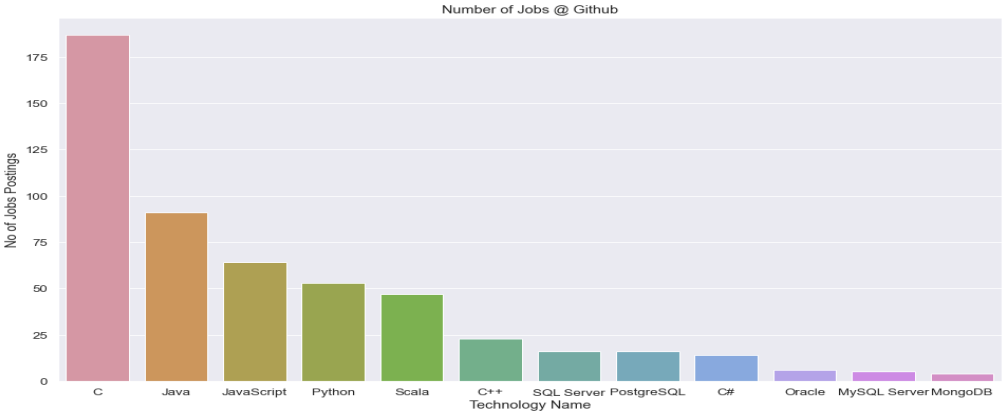 Number of Jobs @ Github
No of Jobs Postings
175
150
125
100
75
50
25
0
C Java JavaScript Python Scala C++ SQL Server PostgreSQL C# Oracle MySQL Server MongoDB
Technology Name